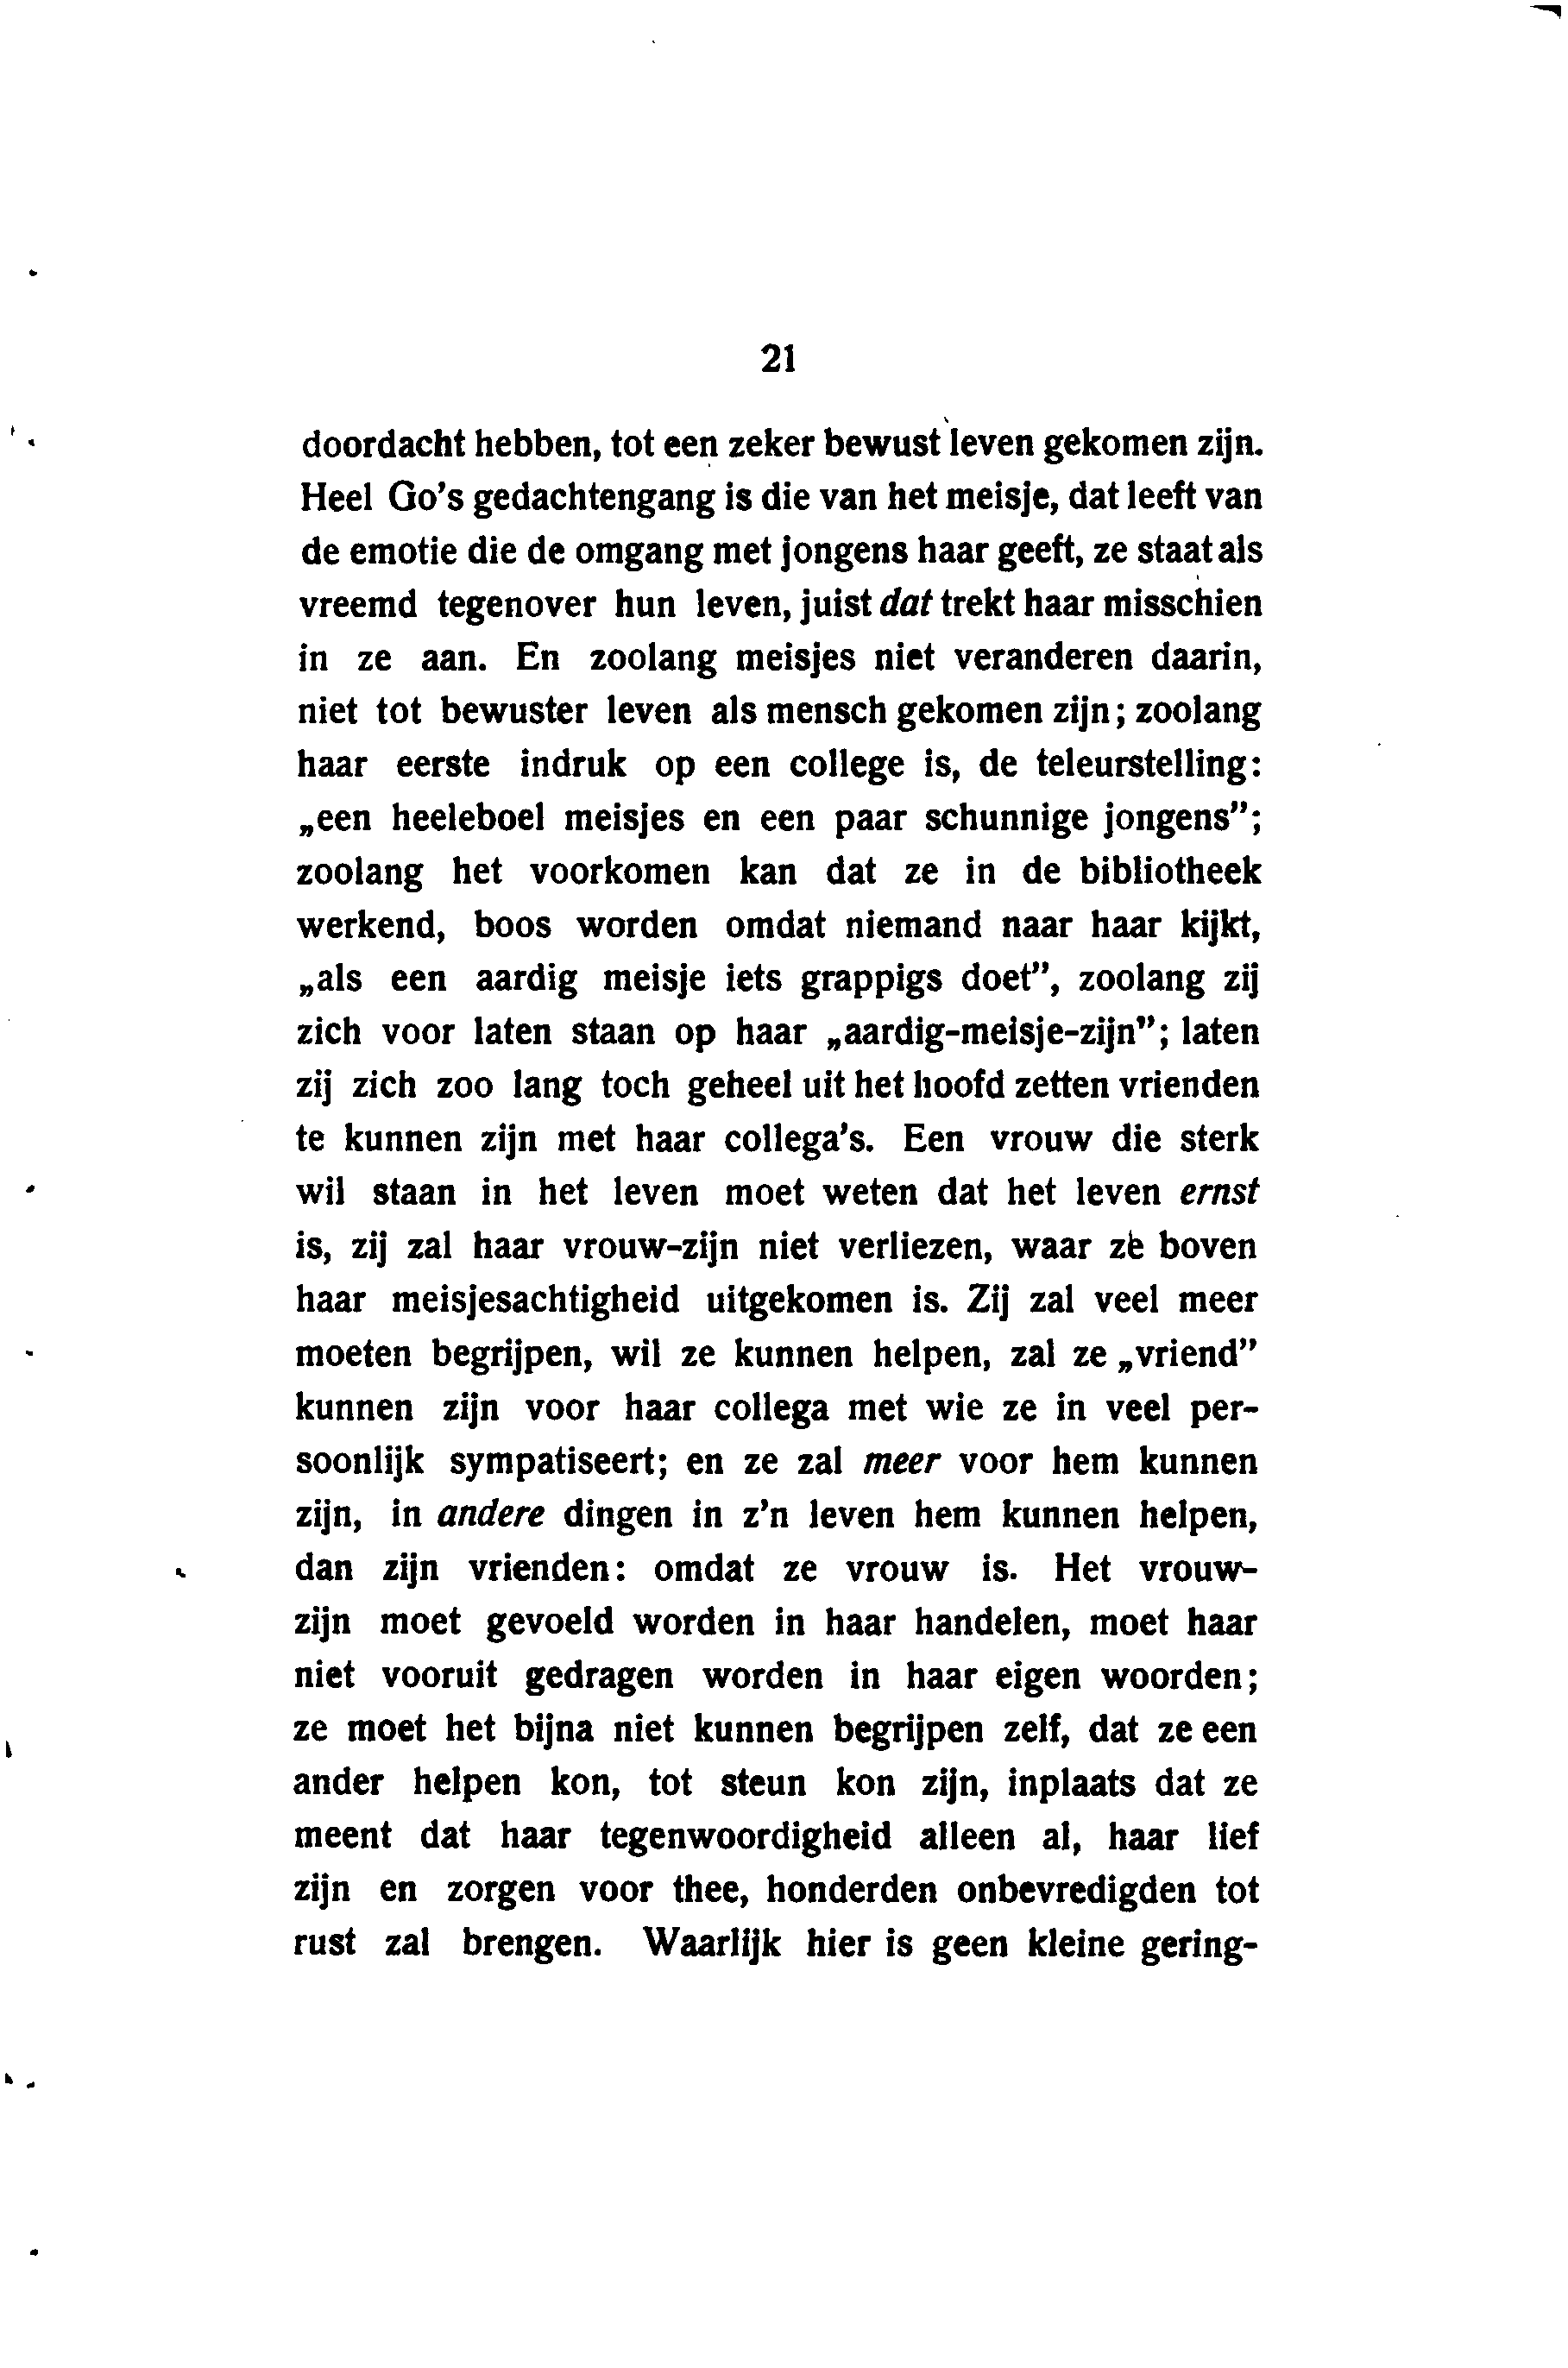 21
doordacht hebben, tot een zeker bewust leven gekomen zijn.
Heel Go's gedachtengang is die van het meisje, dat leeft van
de emotie die de omgang met jongens haar geeft, ze staat als
vreemd tegenover hun leven, juist dat trekt haar misschien
in ze aan. En zoolang meisjes niet veranderen daarin,
niet tot bewuster leven als mensch gekomen zijn; zoolang
haar eerste indruk op een college is, de teleurstelling:
„een heeleboel meisjes en een paar schunnige jongens”;
zoolang het voorkomen kan dat ze in de bibliotheek
werkend, boos worden omdat niemand naar haar kijkt,
„als een aardig meisje iets grappigs doet”, zoolang zij
zich voor laten staan op haar „aardig-meisje-zijn”; laten
zij zich zoo lang toch geheel uit het hoofd zetten vrienden
te kunnen zijn met haar collega's. Een vrouw die sterk
wil staan in het leven moet weten dat het leven ernst
is, zij zal haar vrouw-zijn niet verliezen, waar ze boven
haar meisjesachtigheid uitgekomen is. Zij zal veel meer
moeten begrijpen, wil ze kunnen helpen, zal ze „vriend”
kunnen zijn voor haar collega met wie ze in veel per-
soonlijk sympatiseert; en ze zal meer voor hem kunnen
zijn, in andere dingen in z'n leven hem kunnen helpen,
dan zijn vrienden: omdat ze vrouw is. Het vrouw-
zijn moet gevoeld worden in haar handelen, moet haar
niet vooruit gedragen worden in haar eigen woorden;
ze moet het bijna niet kunnen begrijpen zelf, dat ze een
ander helpen kon, tot steun kon zijn, inplaats dat ze
meent dat haar tegenwoordigheid alleen al, haar lief
zijn en zorgen voor thee, honderden onbevredigden tot
rust zal brengen. Waarlijk hier is geen kleine gering-